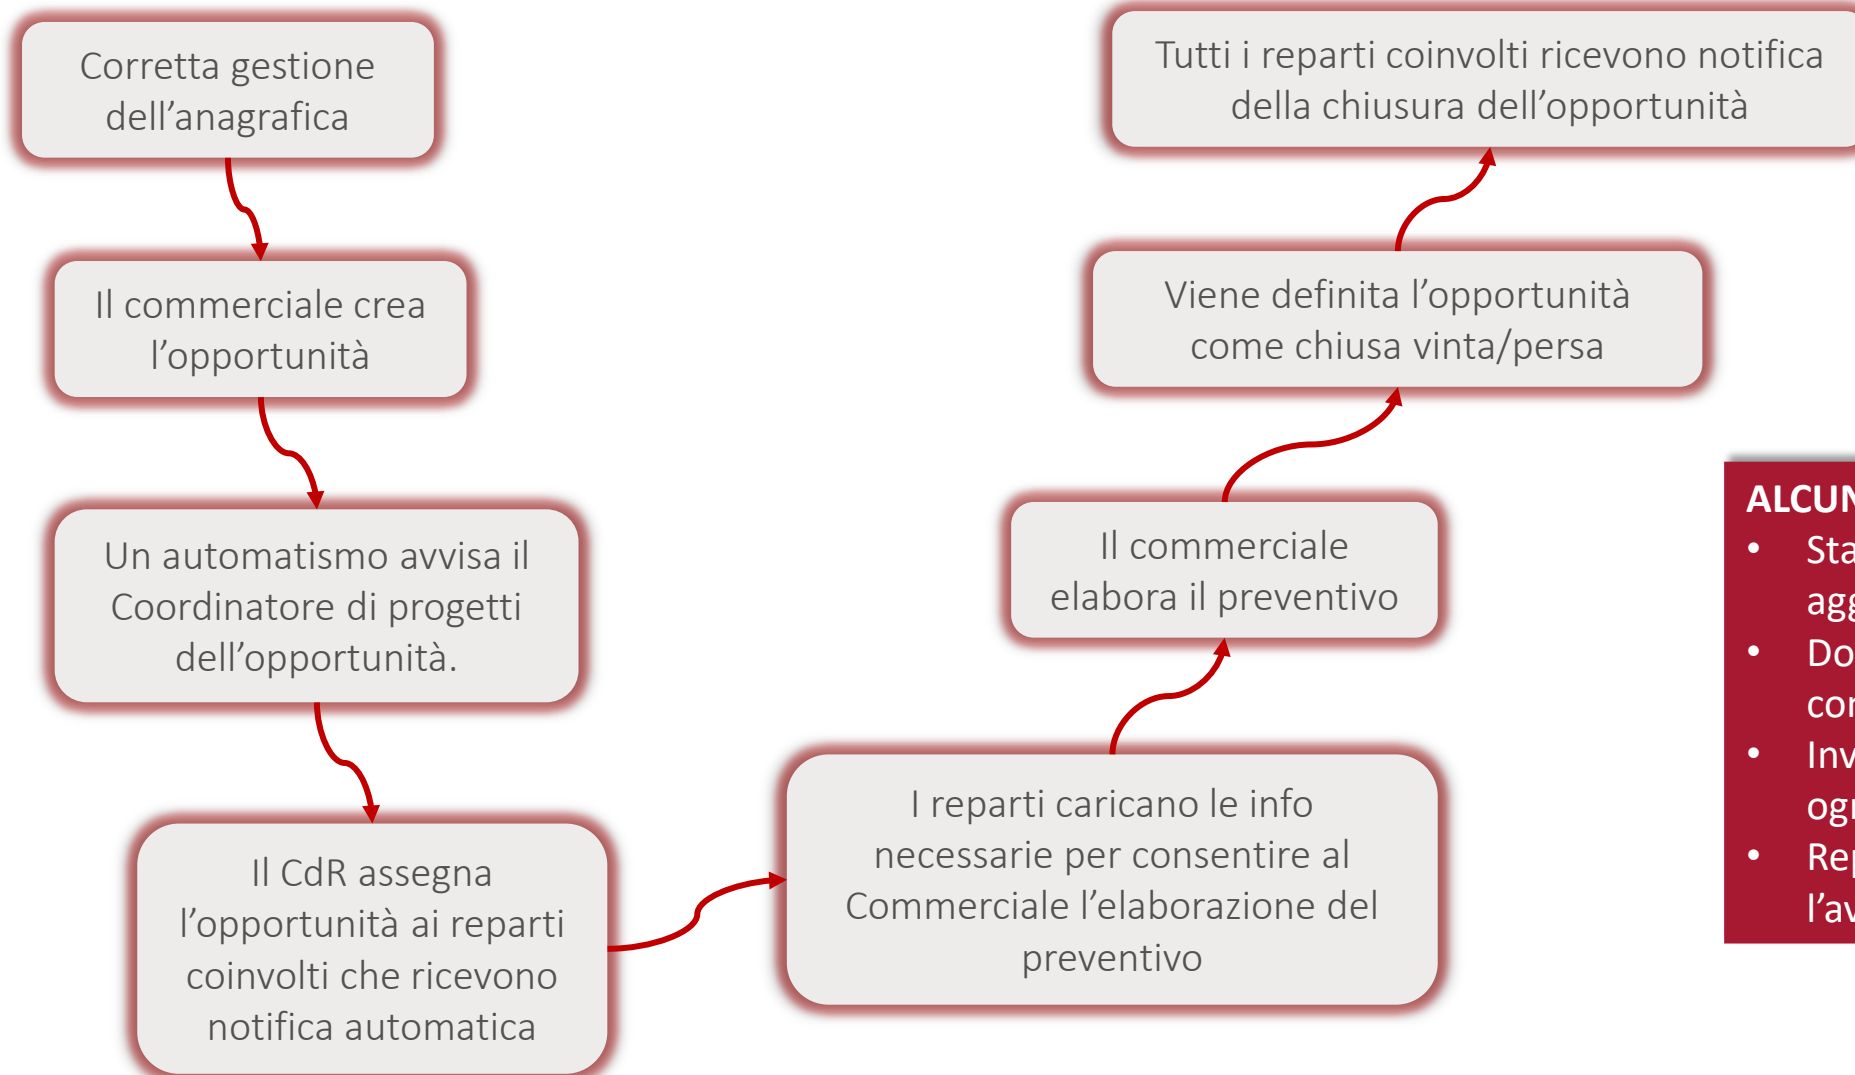 Corretta gestione
dell’anagrafica
Il commerciale crea
l’opportunità
Un automatismo avvisa il
Coordinatore di progetti
dell’opportunità.
Il CdR assegna
l’opportunità ai reparti
coinvolti che ricevono
notifica automatica
I reparti caricano le info
necessarie per consentire al
Commerciale l’elaborazione del
preventivo
Il commerciale
elabora il preventivo
Viene definita l’opportunità
come chiusa vinta/persa
Tutti i reparti coinvolti ricevono notifica
della chiusura dell’opportunità